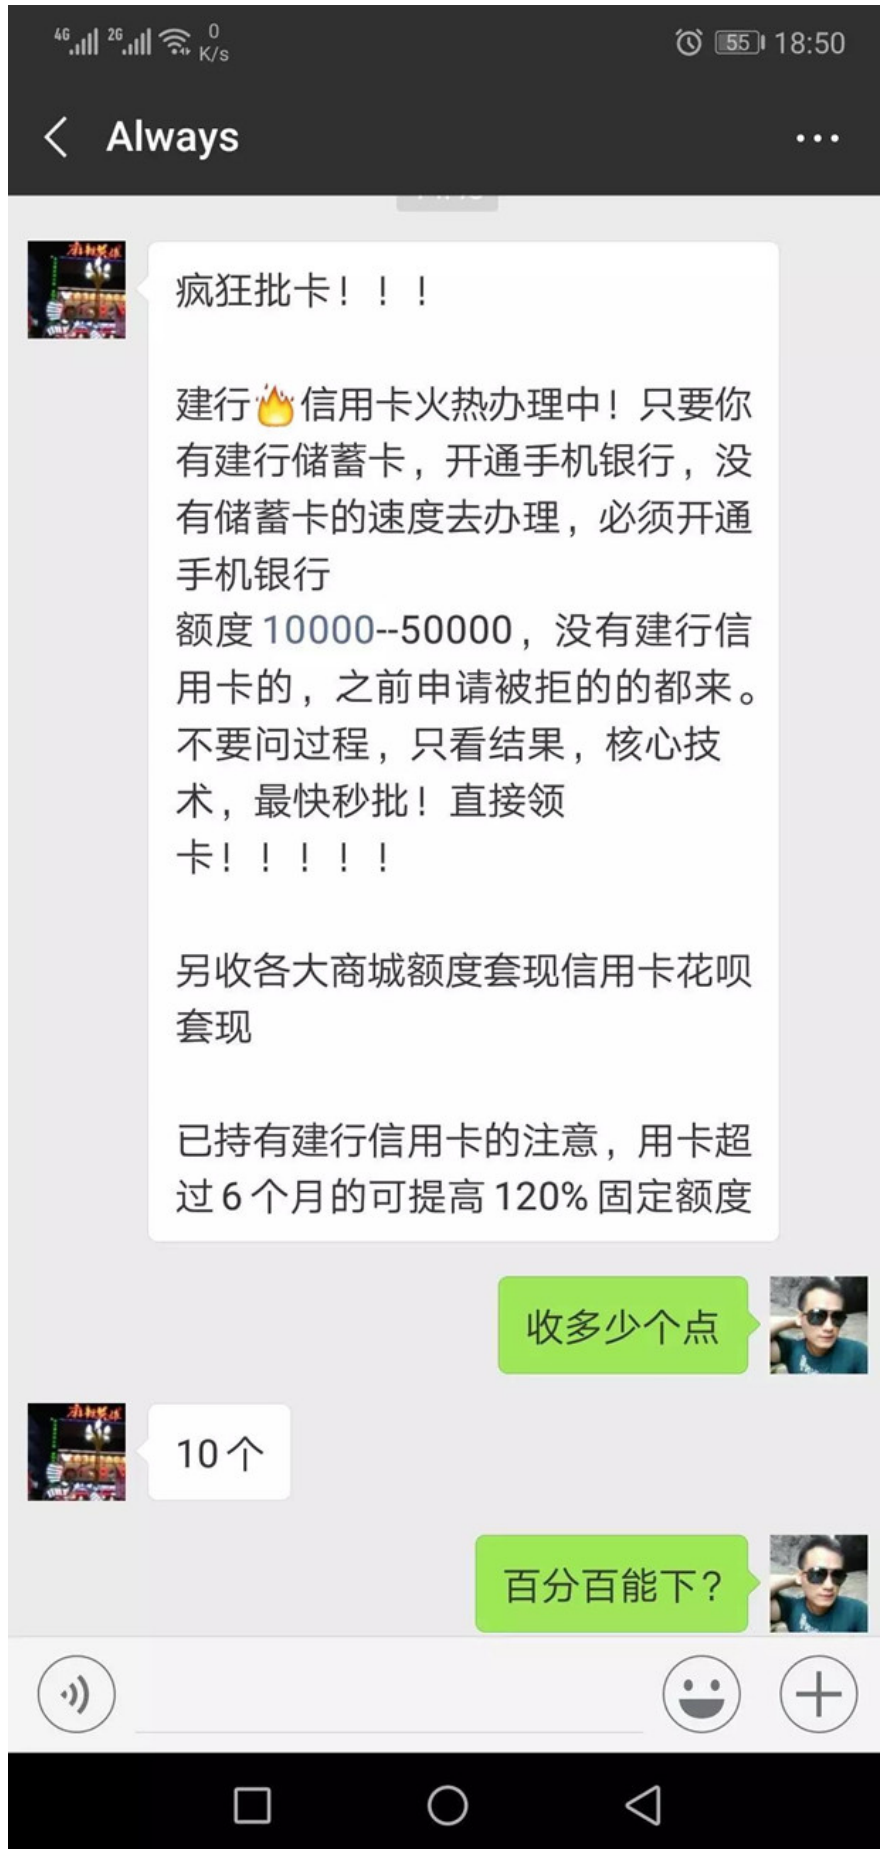 4G 2G 0 K/s 55 18:50
Always
疯狂批卡！！！
建行🔥信用卡火热办理中！只要你
有建行储蓄卡，开通手机银行，没
有储蓄卡的速度去办理，必须开通
手机银行
额度10000--50000，没有建行信
用卡的，之前申请被拒的的都来。
不要问过程，只看结果，核心技
术，最快秒批！直接领
卡！！！！！
另收各大商城额度套现信用卡花呗
套现
已持有建行信用卡的注意，用卡超
过6个月的可提高120%固定额度
收多少个点
10个
百分百能下？